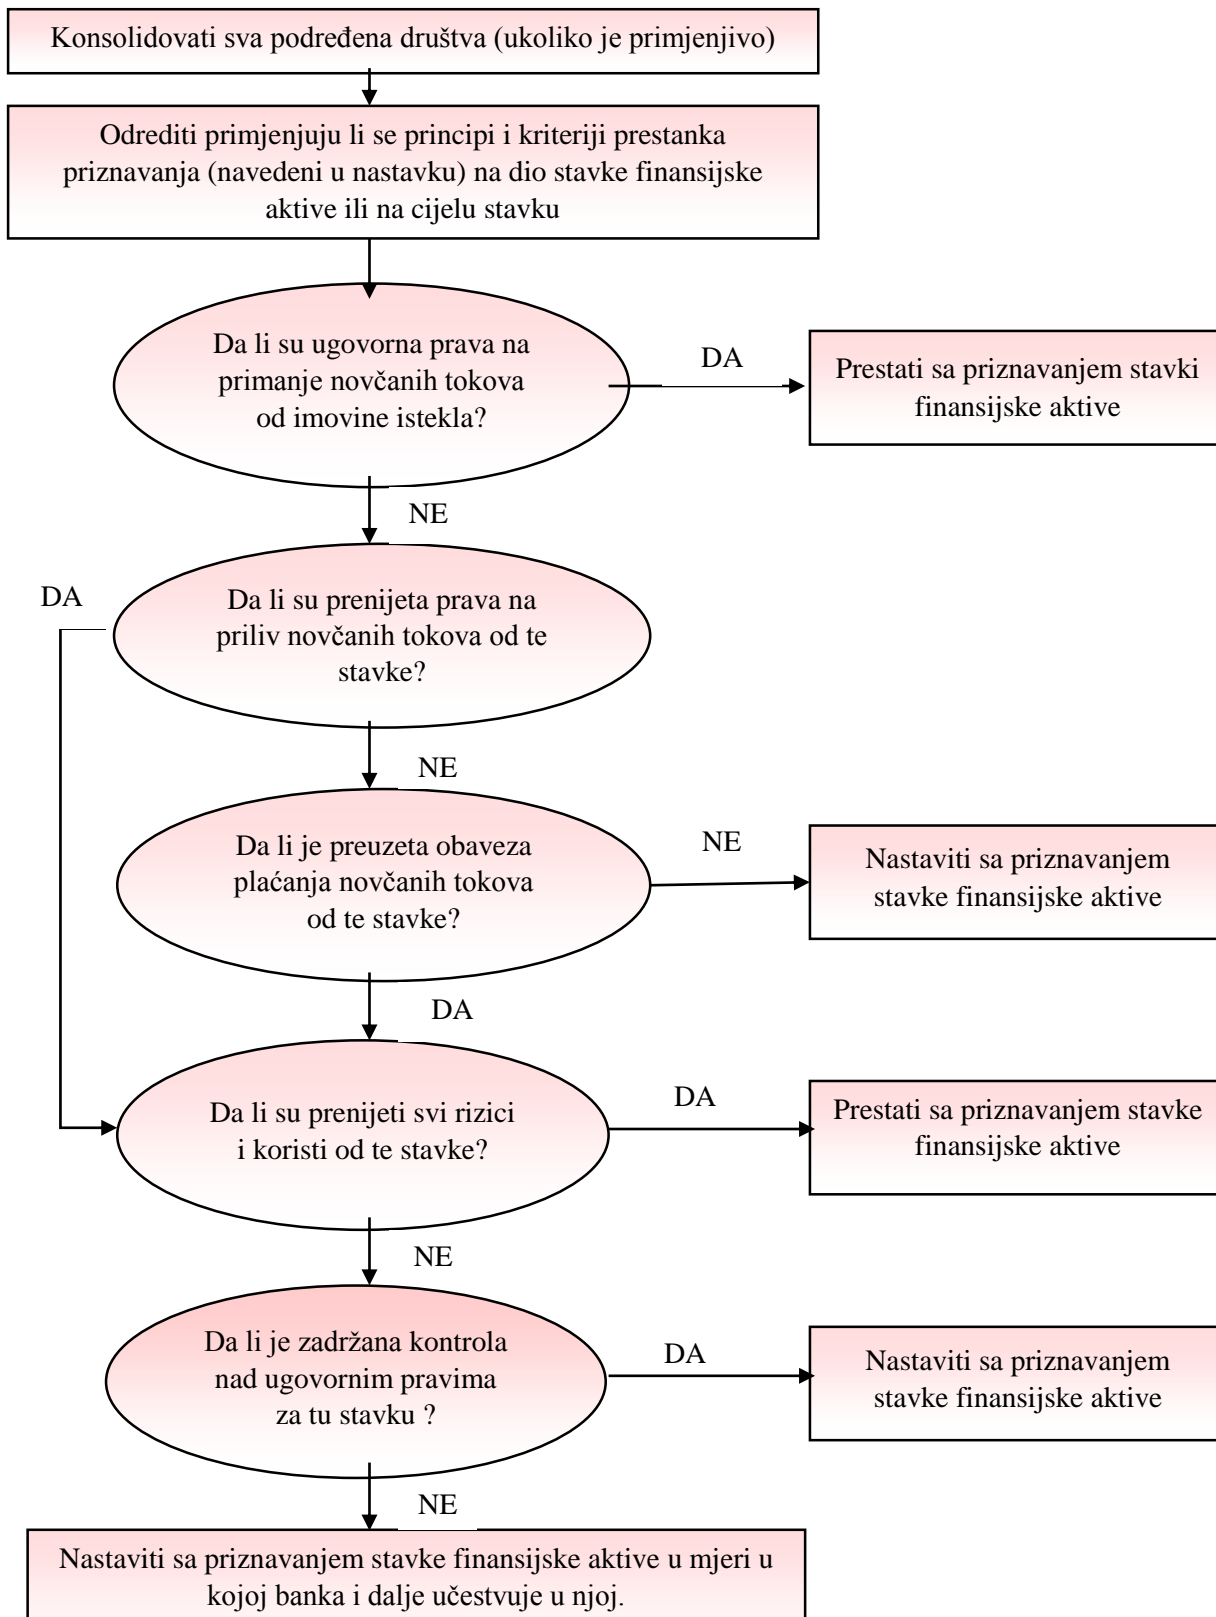 Konsolidovati sva podređena društva (ukoliko je primjenjivo)
Odrediti primjenjuju li se principi i kriteriji prestanka
priznavanja (navedeni u nastavku) na dio stavke finansijske
aktive ili na cijelu stavku
Da li su ugovorna prava na
primanje novčanih tokova
od imovine istekla?
DA
Prestati sa priznavanjem stavki
finansijske aktive
NE
DA
Da li su prenijeta prava na
priliv novčanih tokova od te
stavke?
NE
Da li je preuzeta obaveza
plaćanja novčanih tokova
od te stavke?
NE
Nastaviti sa priznavanjem
stavke finansijske aktive
DA
Da li su prenijeti svi rizici
i koristi od te stavke?
DA
Prestati sa priznavanjem stavke
finansijske aktive
NE
Da li je zadržana kontrola
nad ugovornim pravima
za tu stavku ?
DA
Nastaviti sa priznavanjem
stavke finansijske aktive
NE
Nastaviti sa priznavanjem stavke finansijske aktive u mjeri u
kojoj banka i dalje učestvuje u njoj.